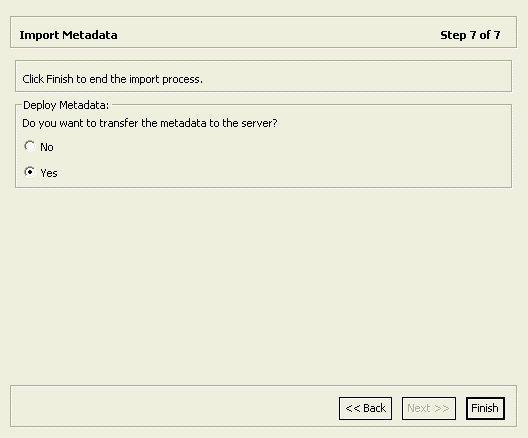 Import Metadata Step 7 of 7
Click Finish to end the import process.
Deploy Metadata:
Do you want to transfer the metadata to the server?
No
Yes
<< Back Next >> Finish